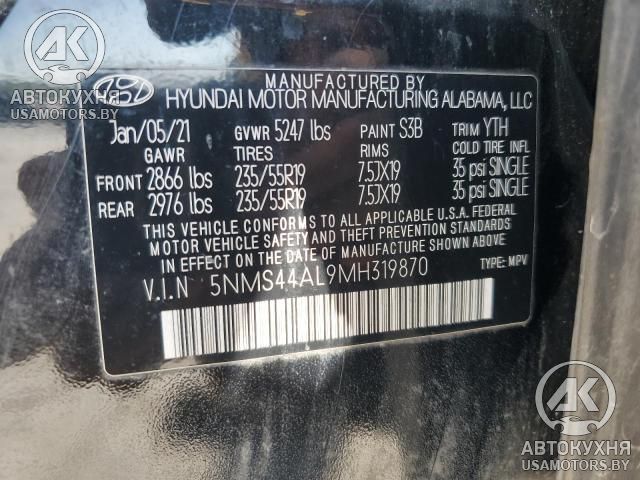 AK
АВТОКУХНЯ
USAMOTORS.BY
MANUFACTURED BY
HYUNDAI MOTOR MANUFACTURING ALABAMA, LLC
Jan/05/21 GVWR 5247 lbs PAINT S3B TRIM YTH
GAWR TIRES RIMS COLD TIRE INFL
FRONT 2866 lbs 235/55R19 7.5JX19 35 psi SINGLE
REAR 2976 lbs 235/55R19 7.5JX19 35 psi SINGLE
THIS VEHICLE CONFORMS TO ALL APPLICABLE U.S.A. FEDERAL
MOTOR VEHICLE SAFETY AND THEFT PREVENTION STANDARDS
IN EFFECT ON THE DATE OF MANUFACTURE SHOWN ABOVE.
V.I.N 5NMS44AL9MH319870 TYPE: MPV
AK
АВТОКУХНЯ
USAMOTORS.BY